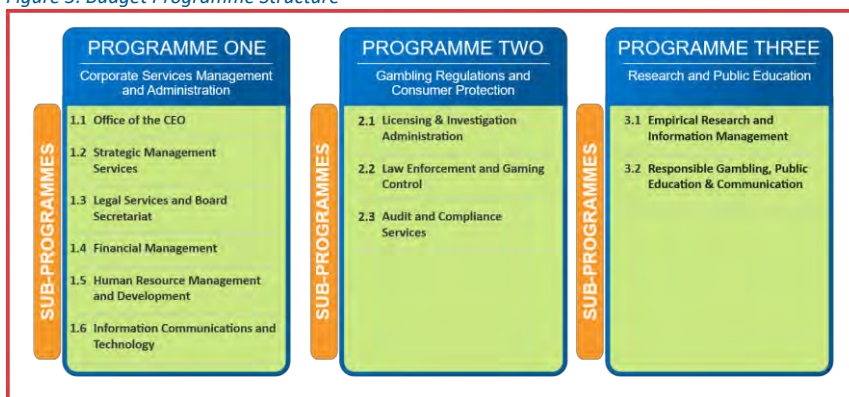 Figure 3: Budget Programme Structure
PROGRAMME ONE
Corporate Services Management
and Administration
SUB-PROGRAMMES
1.1 Office of the CEO
1.2 Strategic Management
Services
1.3 Legal Services and Board
Secretariat
1.4 Financial Management
1.5 Human Resource Management
and Development
1.6 Information Communications and
Technology
PROGRAMME TWO
Gambling Regulations and
Consumer Protection
SUB-PROGRAMMES
2.1 Licensing & Investigation
Administration
2.2 Law Enforcement and Gaming
Control
2.3 Audit and Compliance
Services
PROGRAMME THREE
Research and Public Education
SUB-PROGRAMMES
3.1 Empirical Research and
Information Management
3.2 Responsible Gambling, Public
Education & Communication